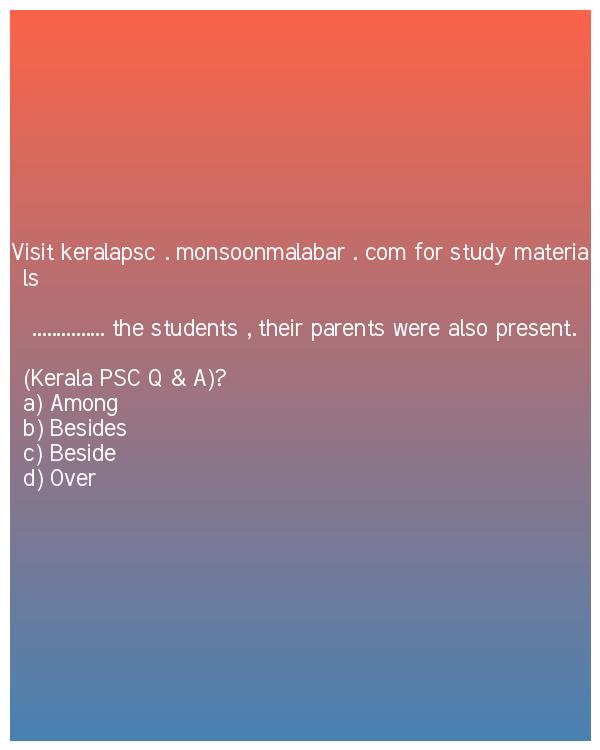 Visit keralapsc . monsoonmalabar . com for study materia
ls
............... the students , their parents were also present.
(Kerala PSC Q & A)?
a) Among
b) Besides
c) Beside
d) Over